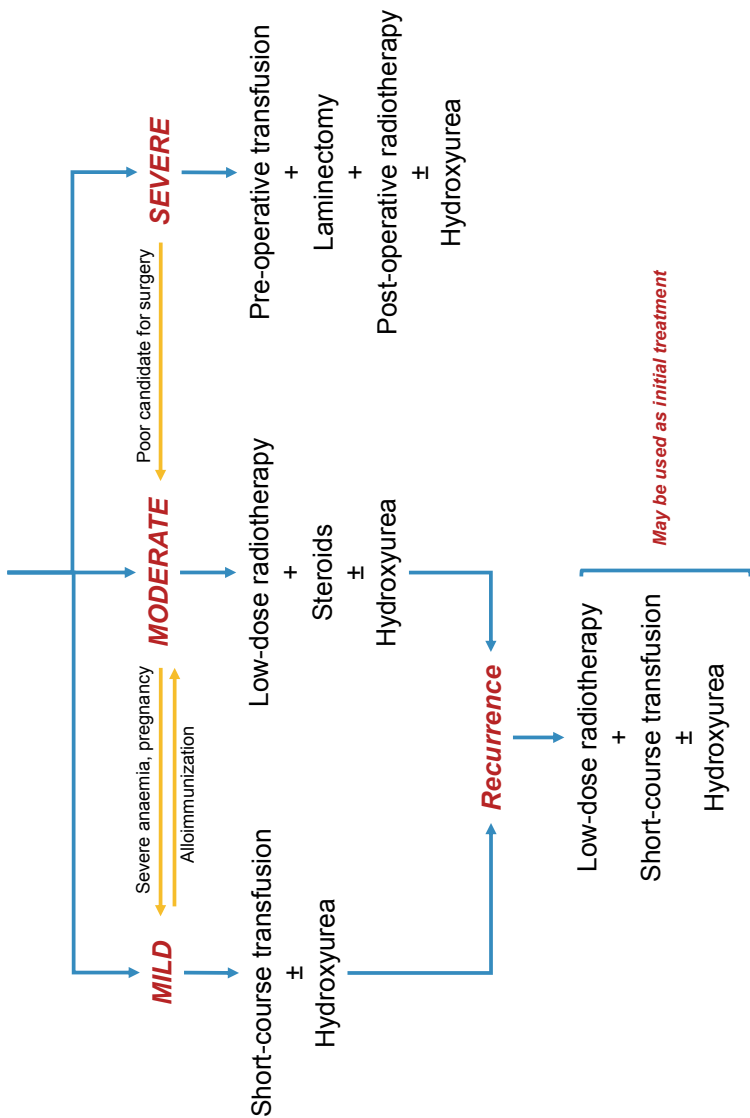 MILD
Severe anaemia, pregnancy
Alloimmunization
MODERATE
Poor candidate for surgery
SEVERE
Short-course transfusion
±
Hydroxyurea
Low-dose radiotherapy
+
Steroids
±
Hydroxyurea
Pre-operative transfusion
+
Laminectomy
+
Post-operative radiotherapy
±
Hydroxyurea
Recurrence
Low-dose radiotherapy
+
Short-course transfusion
±
Hydroxyurea
May be used as initial treatment